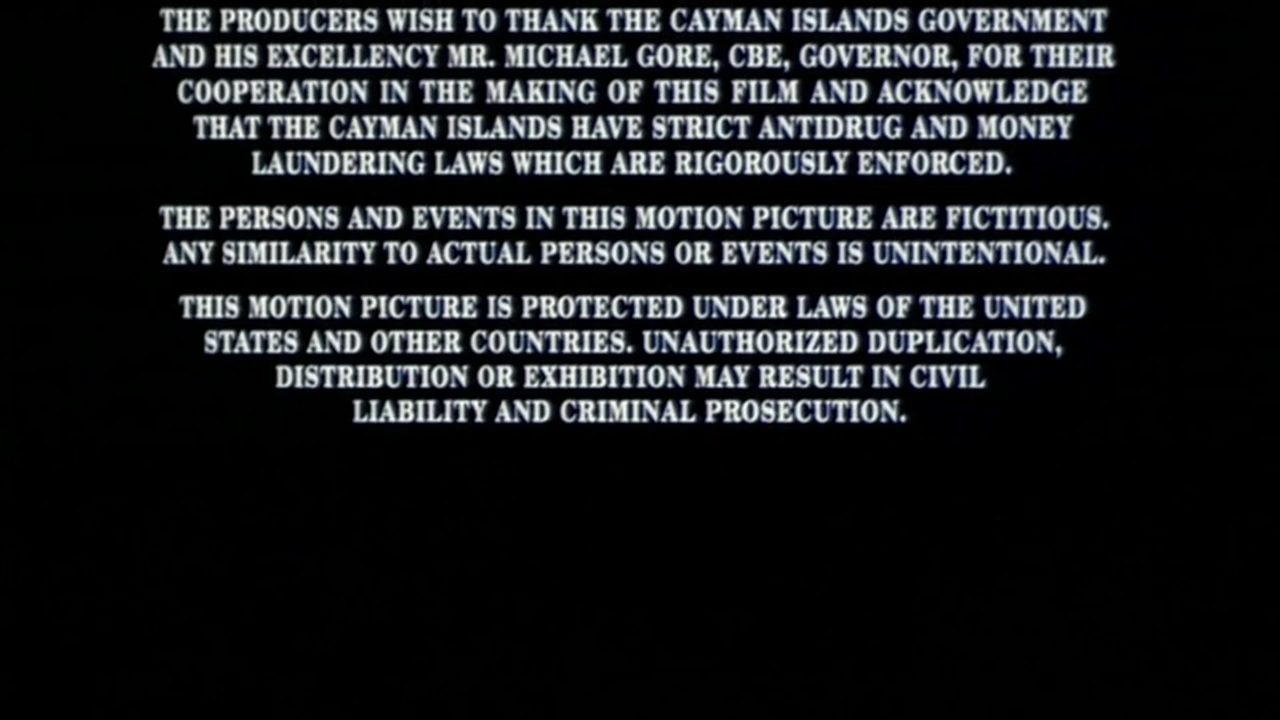 THE PRODUCERS WISH TO THANK THE CAYMAN ISLANDS GOVERNMENT
AND HIS EXCELLENCY MR. MICHAEL GORE, CBE, GOVERNOR, FOR THEIR
COOPERATION IN THE MAKING OF THIS FILM AND ACKNOWLEDGE
THAT THE CAYMAN ISLANDS HAVE STRICT ANTIDRUG AND MONEY
LAUNDERING LAWS WHICH ARE RIGOROUSLY ENFORCED.
THE PERSONS AND EVENTS IN THIS MOTION PICTURE ARE FICTITIOUS.
ANY SIMILARITY TO ACTUAL PERSONS OR EVENTS IS UNINTENTIONAL.
THIS MOTION PICTURE IS PROTECTED UNDER LAWS OF THE UNITED
STATES AND OTHER COUNTRIES. UNAUTHORIZED DUPLICATION,
DISTRIBUTION OR EXHIBITION MAY RESULT IN CIVIL
LIABILITY AND CRIMINAL PROSECUTION.